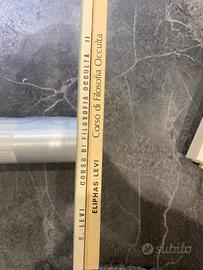 E. LEVI CORSO DI FILOSOFIA OCCULTA II
ELIPHAS LEVI Corso di Filosofia Occulta
subito